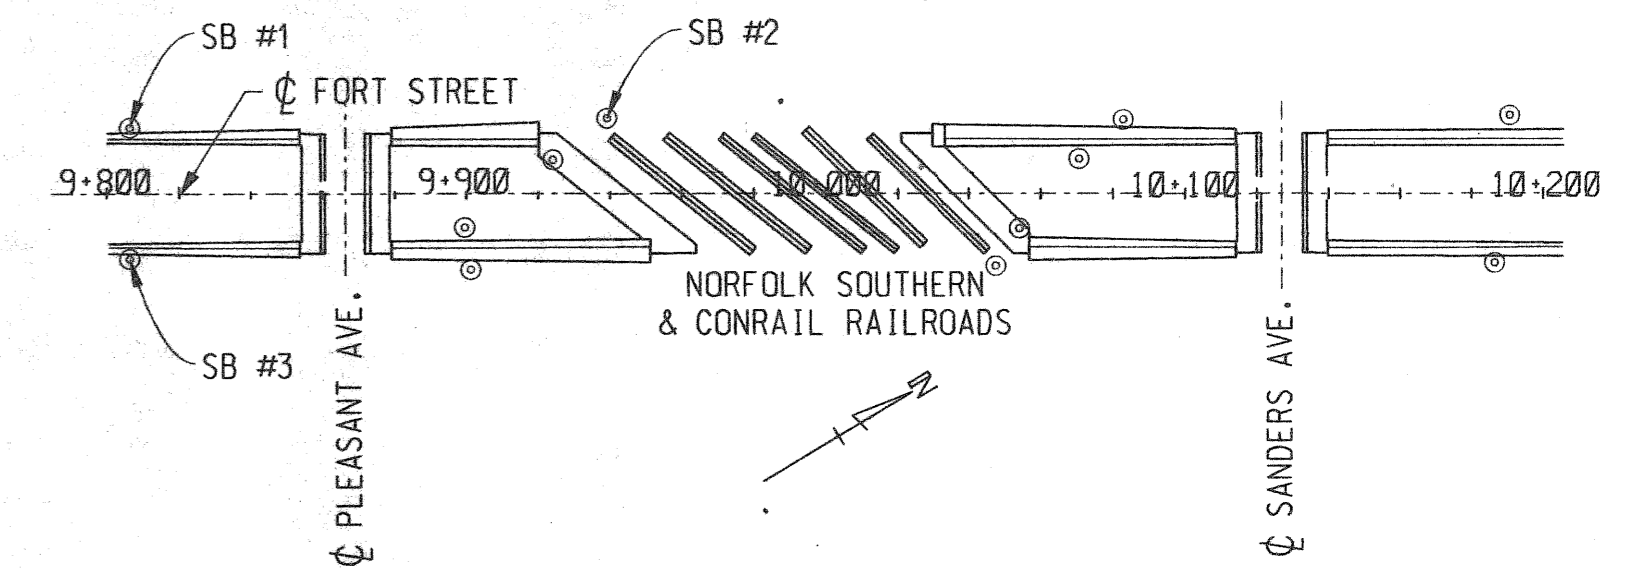 SB #1
SB #2
℄ FORT STREET
9+800
9+900
10+000
10+100
10+200
NORFOLK SOUTHERN
& CONRAIL RAILROADS
SB #3
℄ PLEASANT AVE.
℄ SANDERS AVE.
N